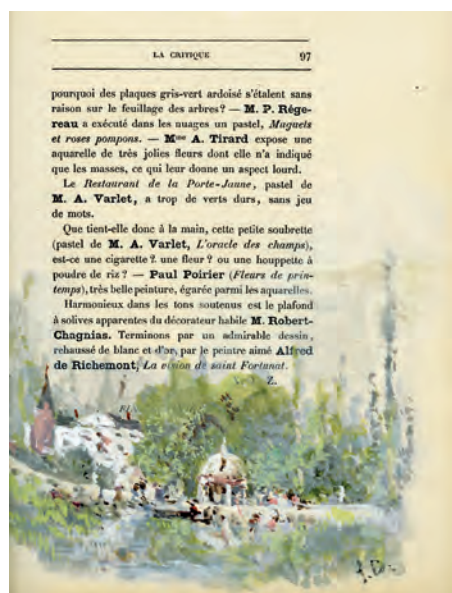 LA CRITIQUE 97
pourquoi des plaques gris-vert ardoisé s'étalent sans
raison sur le feuillage des arbres? — M. P. Rége-
reau a exécuté dans les nuages un pastel, Muguets
et roses pompons. — Mme A. Tirard expose une
aquarelle de très jolies fleurs dont elle n'a indiqué
que les masses, ce qui leur donne un aspect lourd.
Le Restaurant de la Porte-Jaune, pastel de
M. A. Varlet, a trop de verts durs, sans jeu
de mots.
Que tient-elle donc à la main, cette petite soubrette
(pastel de M. A. Varlet, L'oracle des champs),
est-ce une cigarette? une fleur? ou une houppette à
poudre de riz? — Paul Poirier (Fleurs de prin-
temps), très belle peinture, égarée parmi les aquarelles.
Harmonieux dans les tons soutenus est le plafond
à solives apparentes du décorateur habile M. Robert-
Chagnias. Terminons par un admirable dessin,
rehaussé de blanc et d'or, par le peintre aimé Alfred
de Richemont, La vision de saint Fortunat.
Z.